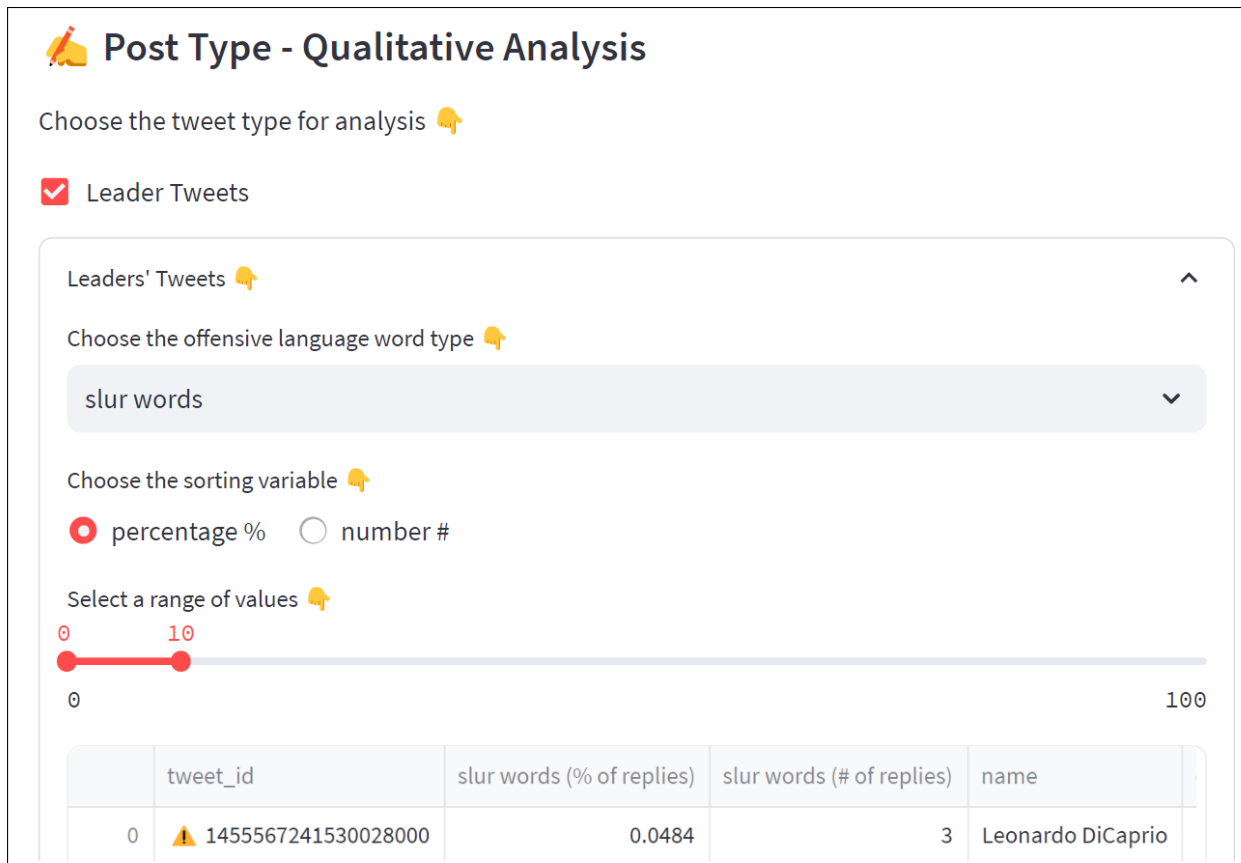 ✍️ Post Type - Qualitative Analysis
Choose the tweet type for analysis 👇
Leader Tweets
Leaders' Tweets 👇
Choose the offensive language word type 👇
slur words
Choose the sorting variable 👇
percentage % number #
Select a range of values 👇
0 10
0 100
tweet_id slur words (% of replies) slur words (# of replies) name
0 ⚠️ 1455567241530028000 0.0484 3 Leonardo DiCaprio